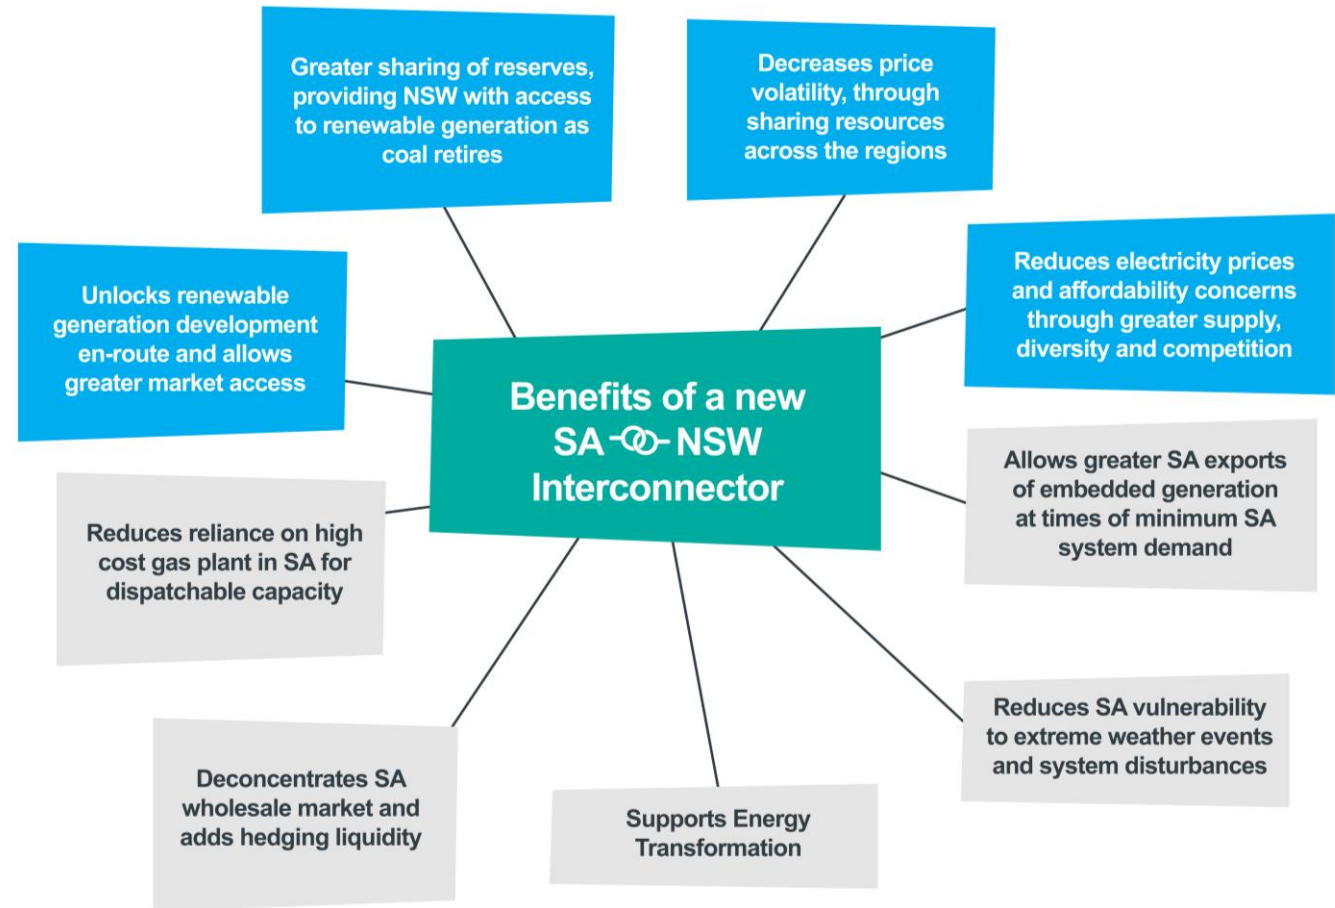 Greater sharing of reserves,
providing NSW with access
to renewable generation as
coal retires
Decreases price
volatility, through
sharing resources
across the regions
Unlocks renewable
generation development
en-route and allows
greater market access
Reduces electricity prices
and affordability concerns
through greater supply,
diversity and competition
Benefits of a new
SA NSW
Interconnector
Reduces reliance on high
cost gas plant in SA for
dispatchable capacity
Allows greater SA exports
of embedded generation
at times of minimum SA
system demand
Deconcentrates SA
wholesale market and
adds hedging liquidity
Supports Energy
Transformation
Reduces SA vulnerability
to extreme weather events
and system disturbances